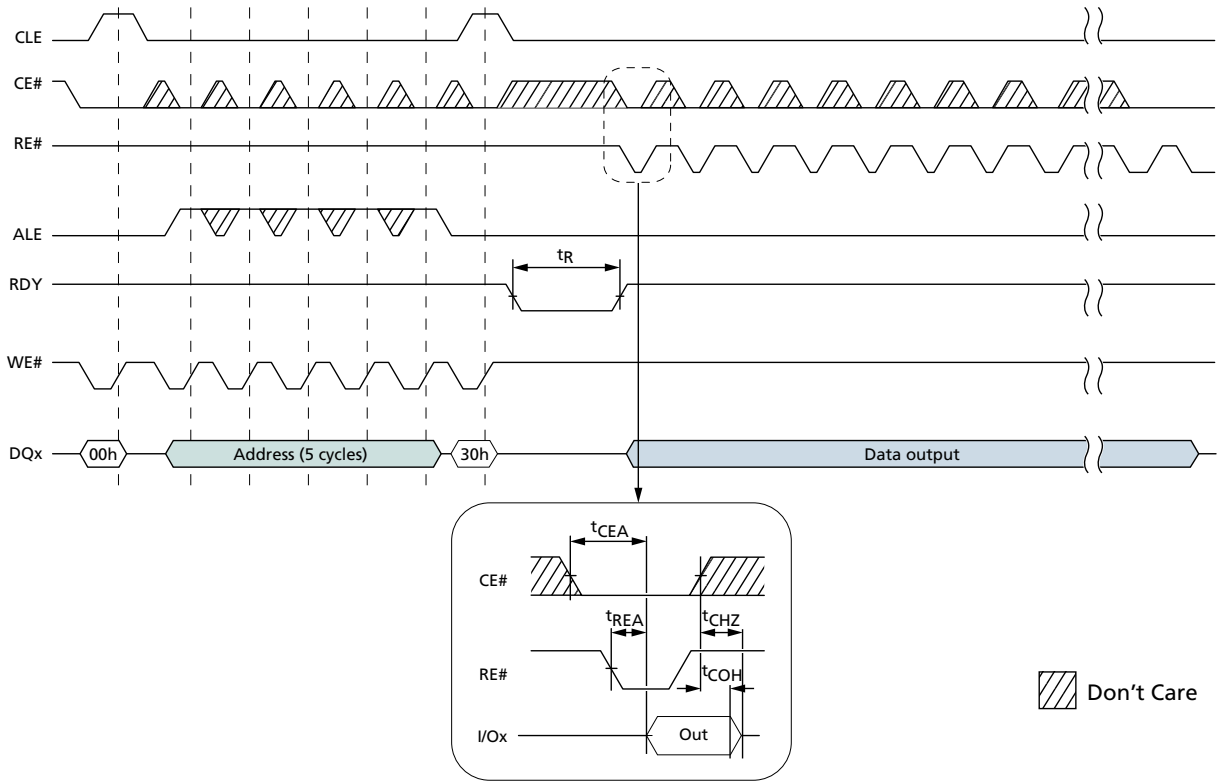 CLE
CE#
RE#
ALE
tR
RDY
WE#
DQx 00h Address (5 cycles) 30h Data output
tCEA
CE#
tREA tCHZ
RE# tCOH
I/Ox Out
Don't Care